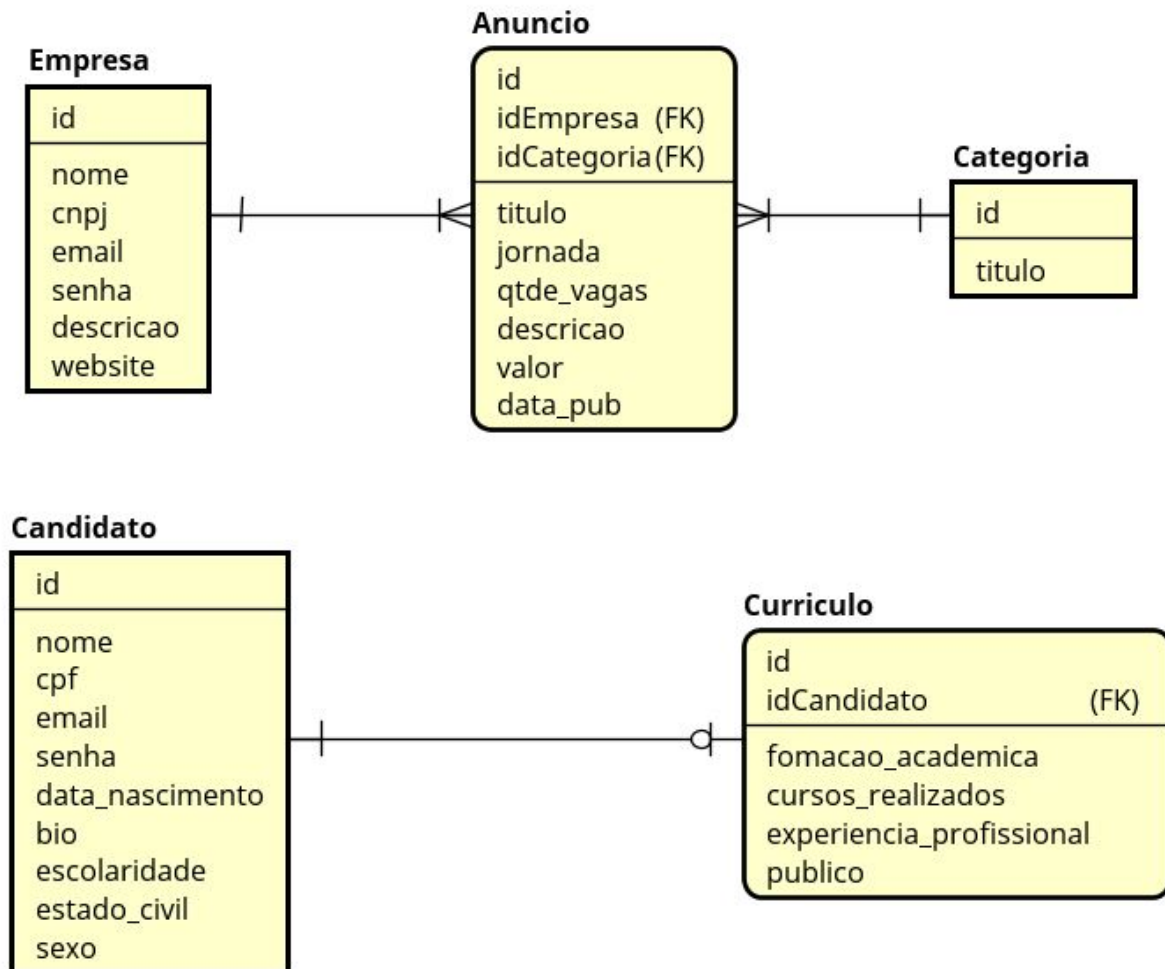 Empresa
id
nome
cnpj
email
senha
descricao
website
Anuncio
id
idEmpresa (FK)
idCategoria (FK)
titulo
jornada
qtde_vagas
descricao
valor
data_pub
Categoria
id
titulo
Candidato
id
nome
cpf
email
senha
data_nascimento
bio
escolaridade
estado_civil
sexo
Curriculo
id
idCandidato (FK)
fomacao_academica
cursos_realizados
experiencia_profissional
publico